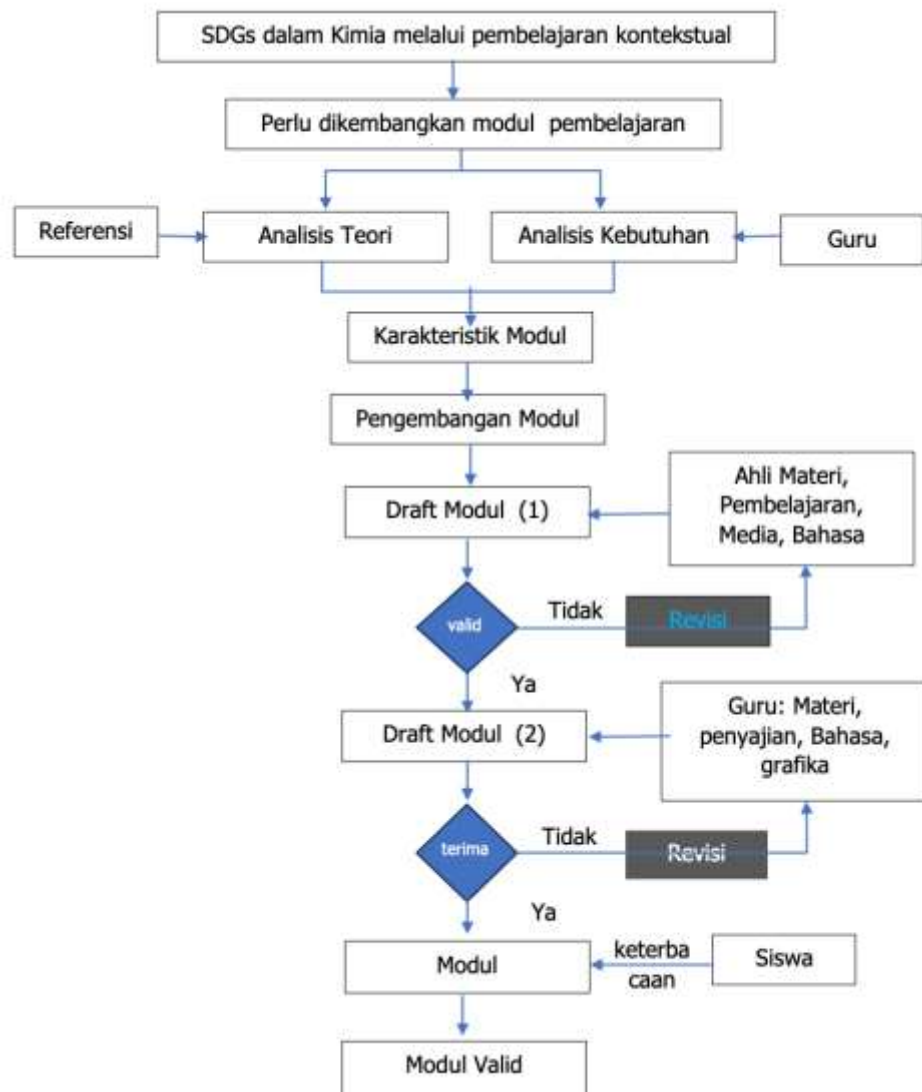 SDGs dalam Kimia melalui pembelajaran kontekstual
Perlu dikembangkan modul pembelajaran
Referensi
Analisis Teori
Analisis Kebutuhan
Guru
Karakteristik Modul
Pengembangan Modul
Draft Modul (1)
Ahli Materi,
Pembelajaran,
Media, Bahasa
valid
Tidak
Revisi
Ya
Draft Modul (2)
Guru: Materi,
penyajian, Bahasa,
grafika
terima
Tidak
Revisi
Ya
Modul
keterba
caan
Siswa
Modul Valid